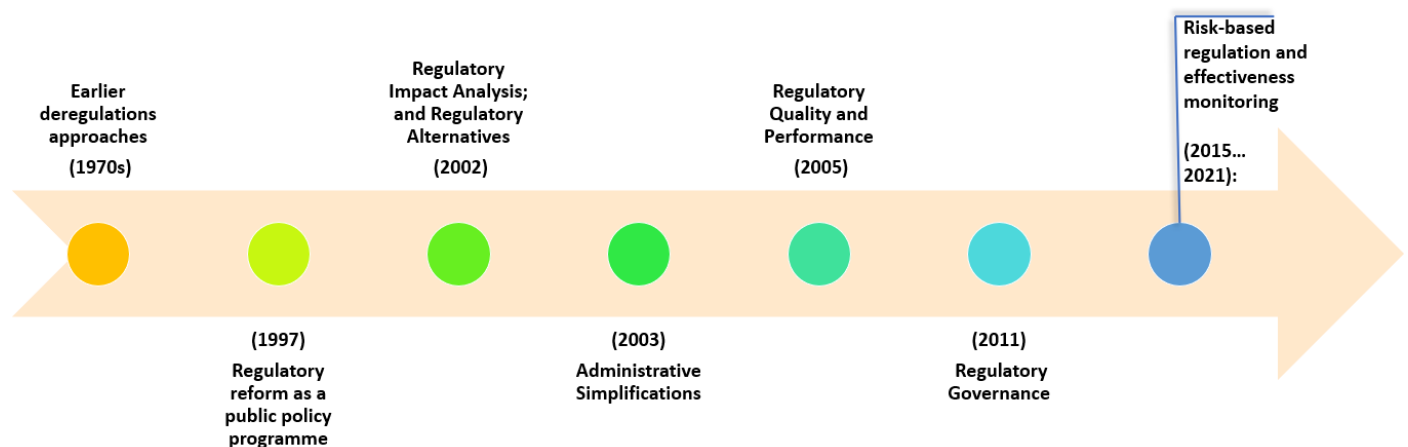 Earlier
deregulations
approaches
(1970s)
(1997)
Regulatory
reform as a
public policy
programme
Regulatory
Impact Analysis;
and Regulatory
Alternatives
(2002)
(2003)
Administrative
Simplifications
Regulatory
Quality and
Performance
(2005)
(2011)
Regulatory
Governance
Risk-based
regulation and
effectiveness
monitoring
(2015...
2021):